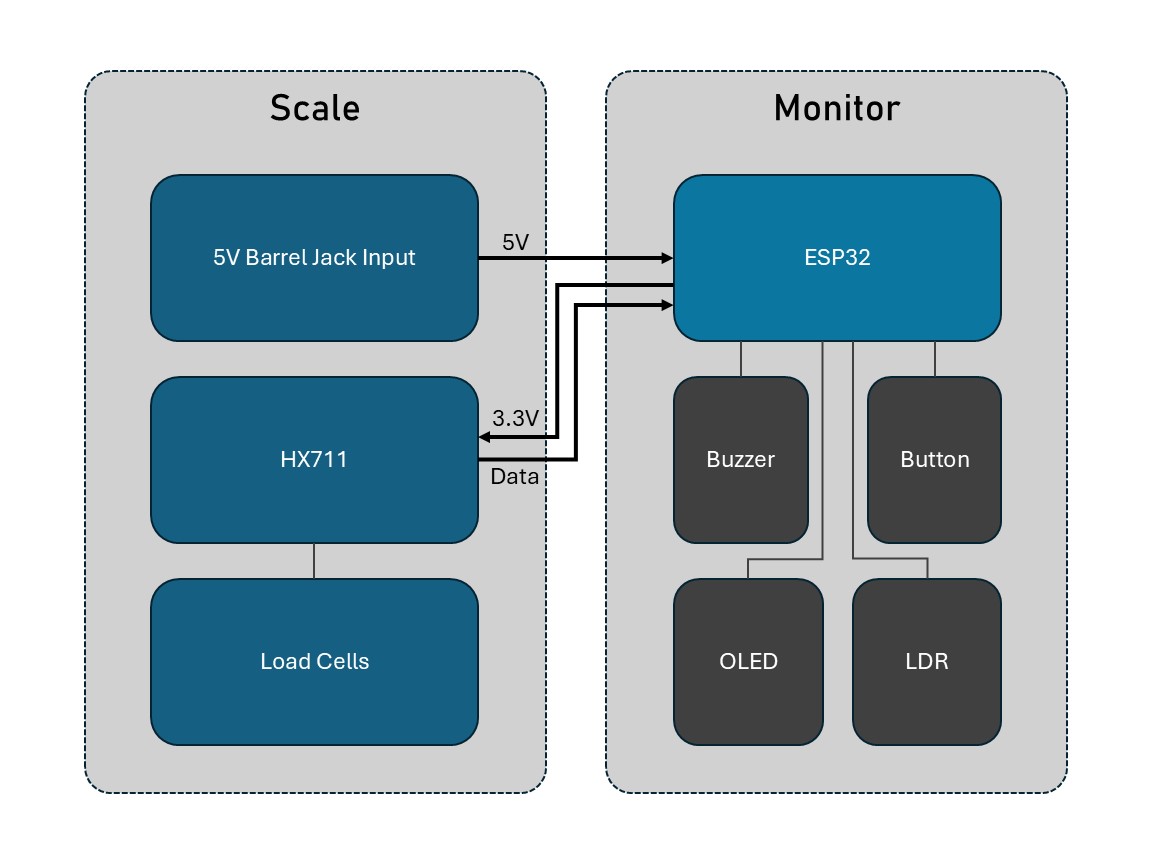 Scale
Monitor
5V Barrel Jack Input
5V
ESP32
3.3V
HX711
Data
Buzzer
Button
Load Cells
OLED
LDR